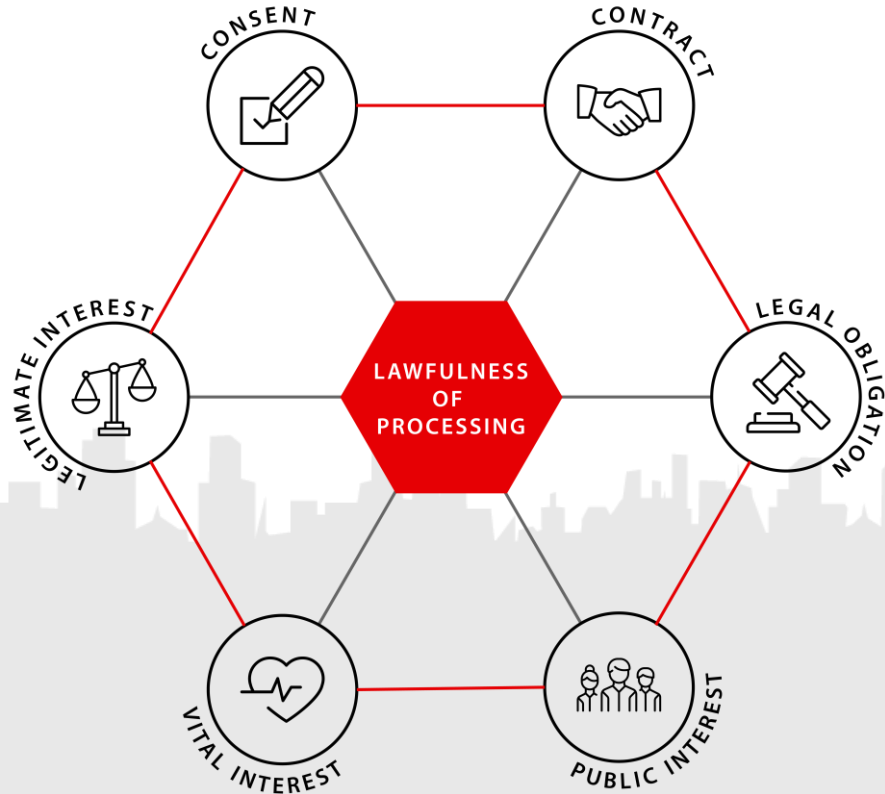 CONSENT
CONTRACT
LEGITIMATE INTEREST
LAWFULNESS
OF
PROCESSING
LEGAL OBLIGATION
VITAL INTEREST
PUBLIC INTEREST